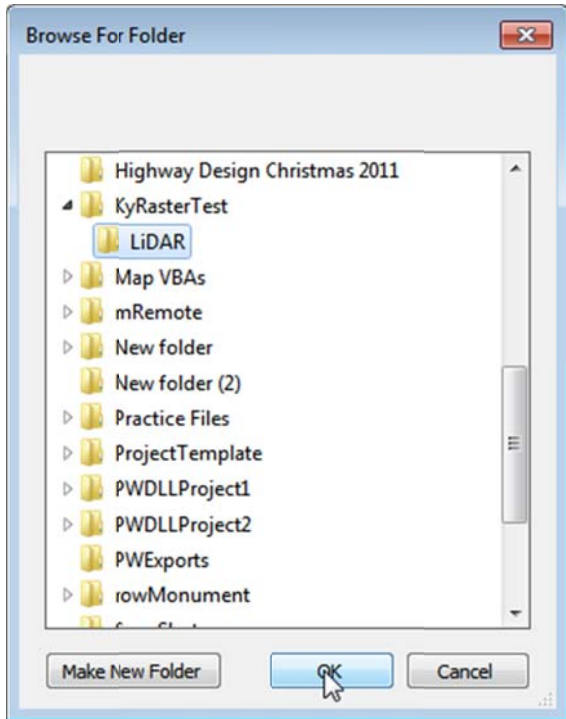 Browse For Folder
Highway Design Christmas 2011
KyRasterTest
LiDAR
Map VBAs
mRemote
New folder
New folder (2)
Practice Files
ProjectTemplate
PWDLLProject1
PWDLLProject2
PWExports
rowMonument
Make New Folder OK Cancel